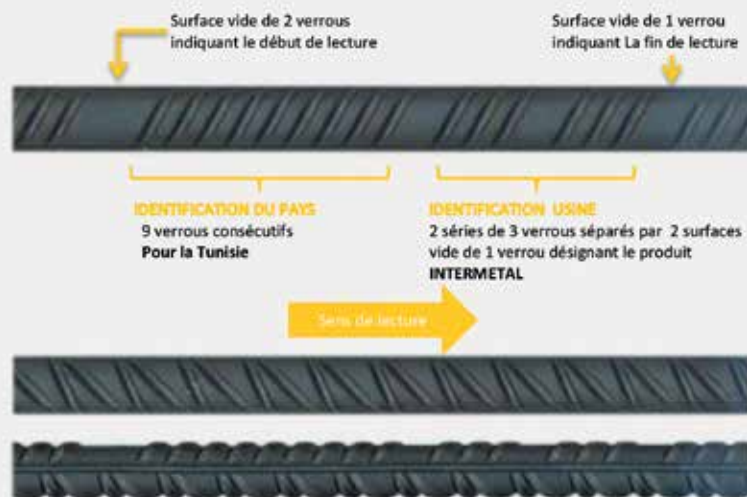 Surface vide de 2 verrous
indiquant le début de lecture
Surface vide de 1 verrou
indiquant La fin de lecture
IDENTIFICATION DU PAYS
9 verrous consécutifs
Pour la Tunisie
IDENTIFICATION USINE
2 séries de 3 verrous séparés par 2 surfaces
vide de 1 verrou désignant le produit
INTERMETAL
Sens de lecture